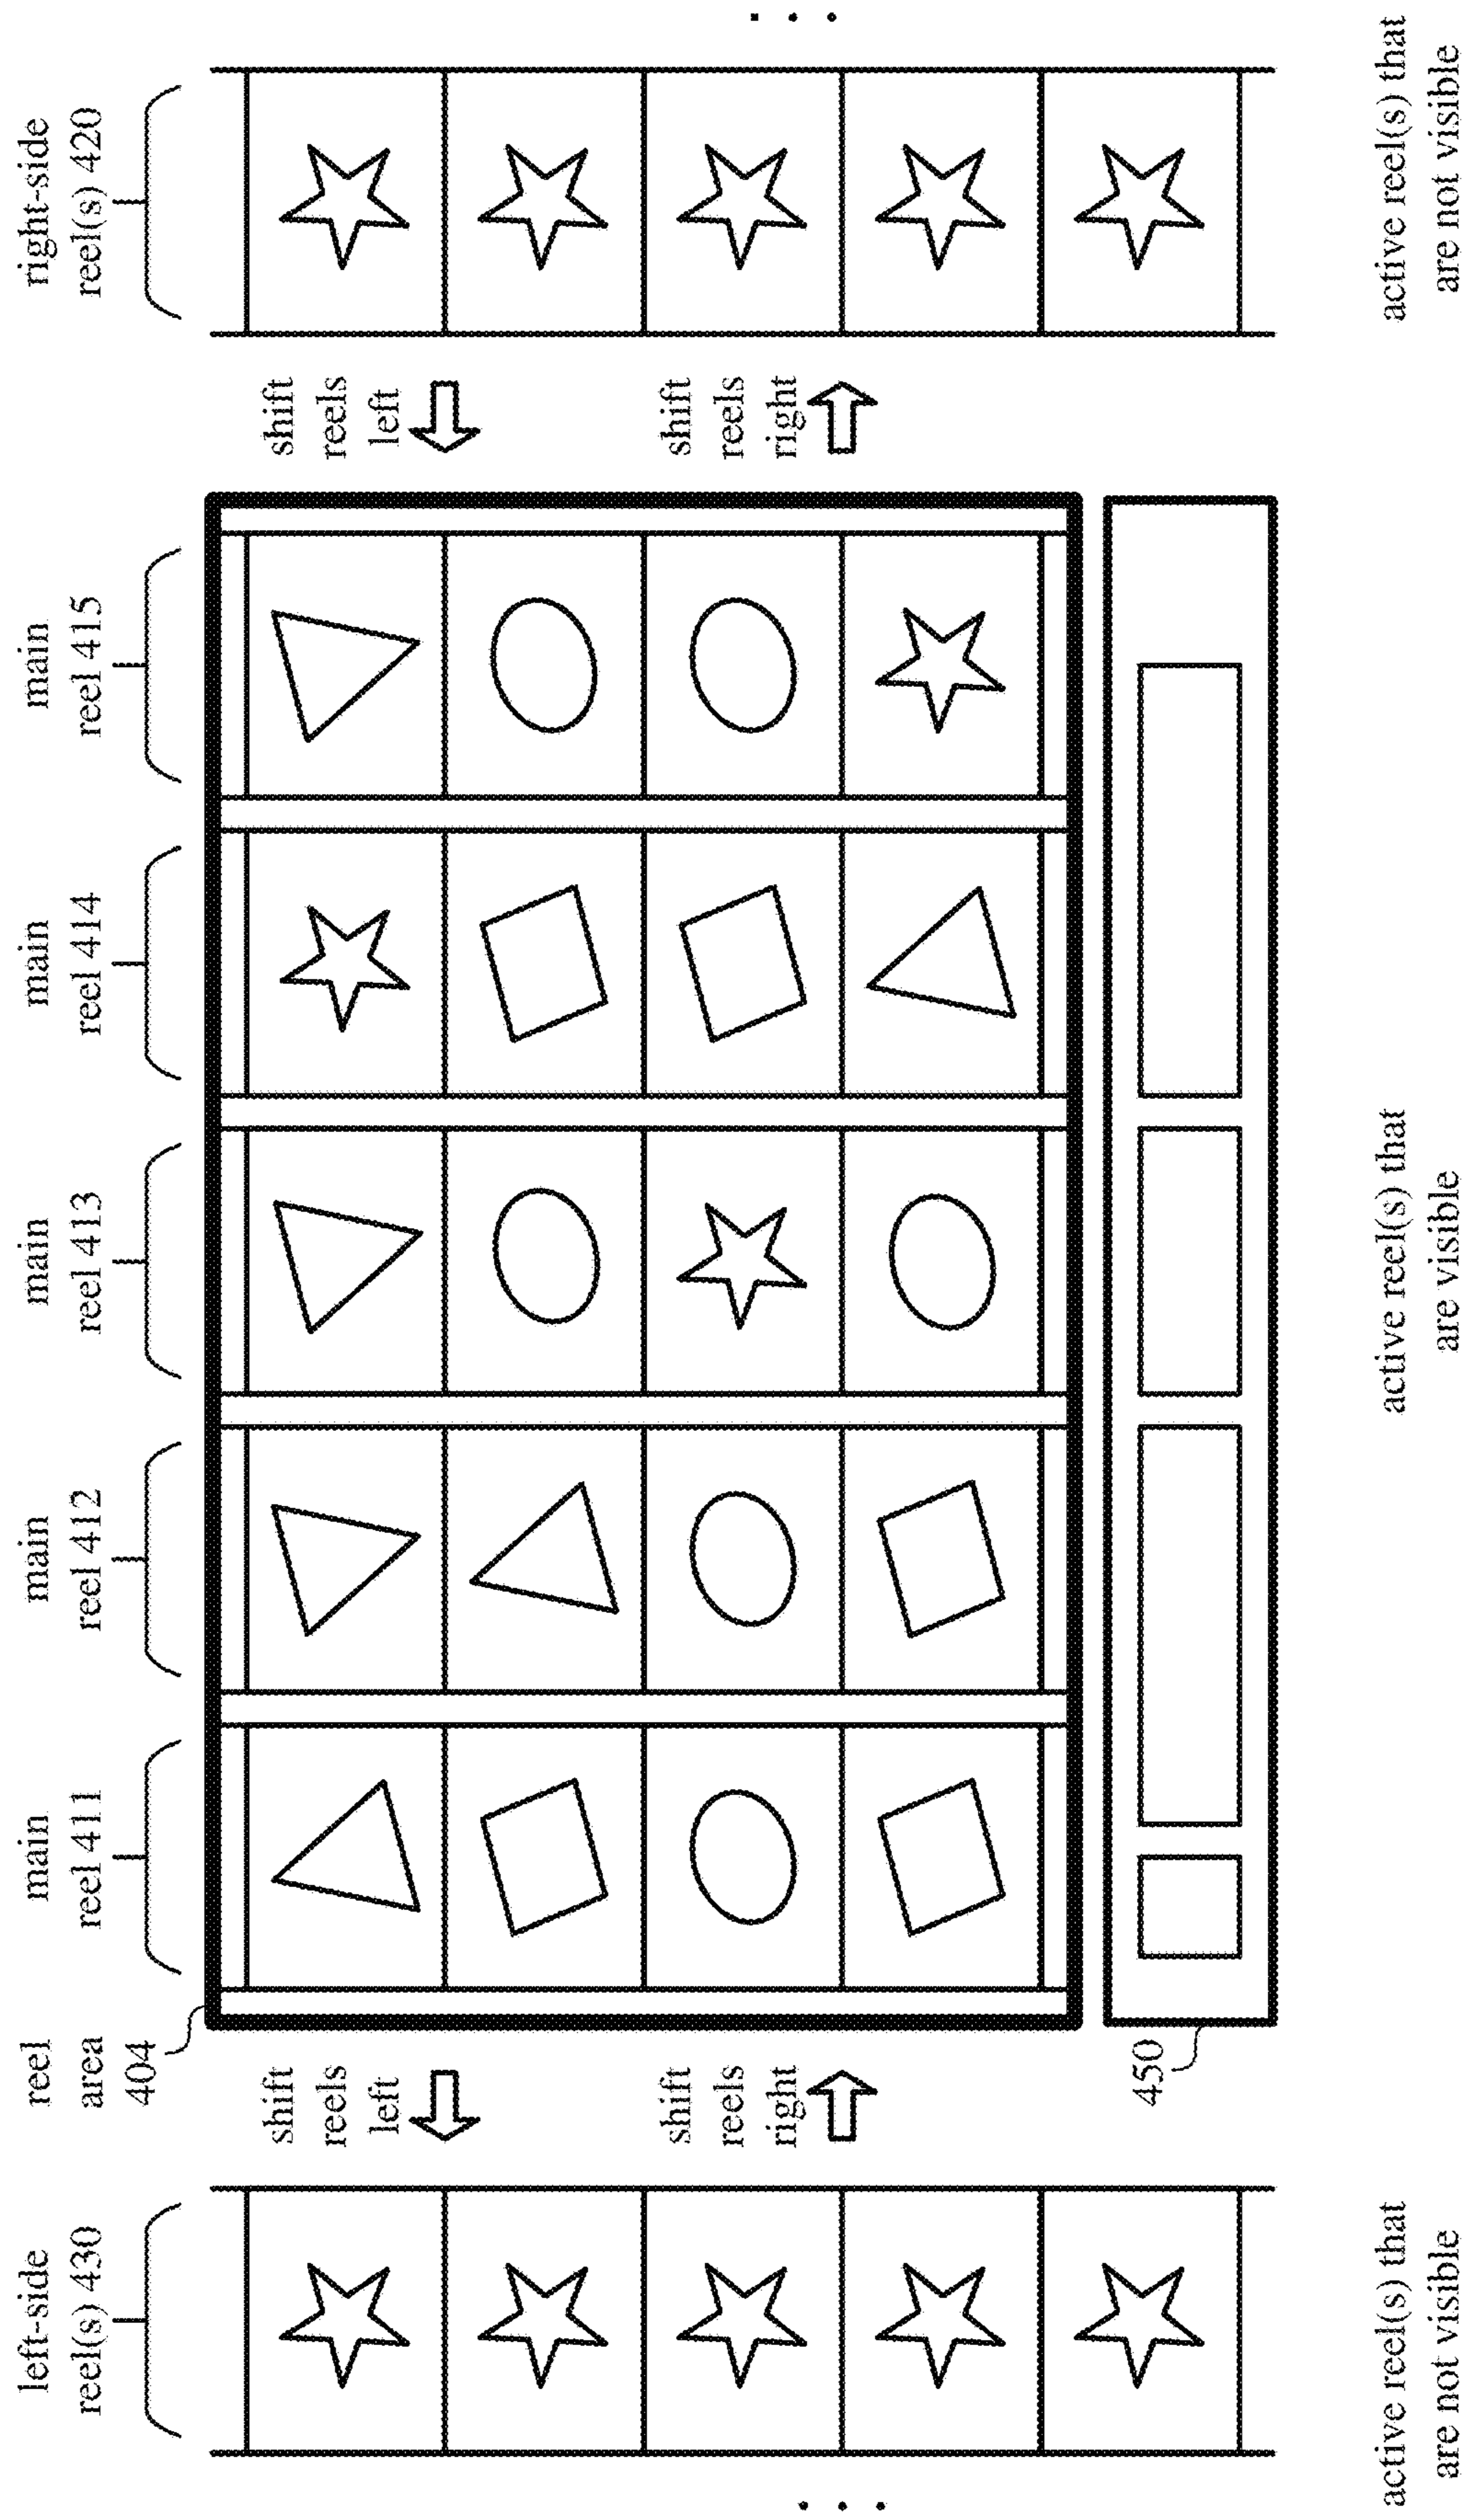 left-side
reel(s) 430
reel
area
404
main
reel 411
main
reel 412
main
reel 413
main
reel 414
main
reel 415
right-side
reel(s) 420
shift
reels
left
shift
reels
right
shift
reels
left
shift
reels
right
450
active reel(s) that
are not visible
active reel(s) that
are visible
active reel(s) that
are not visible